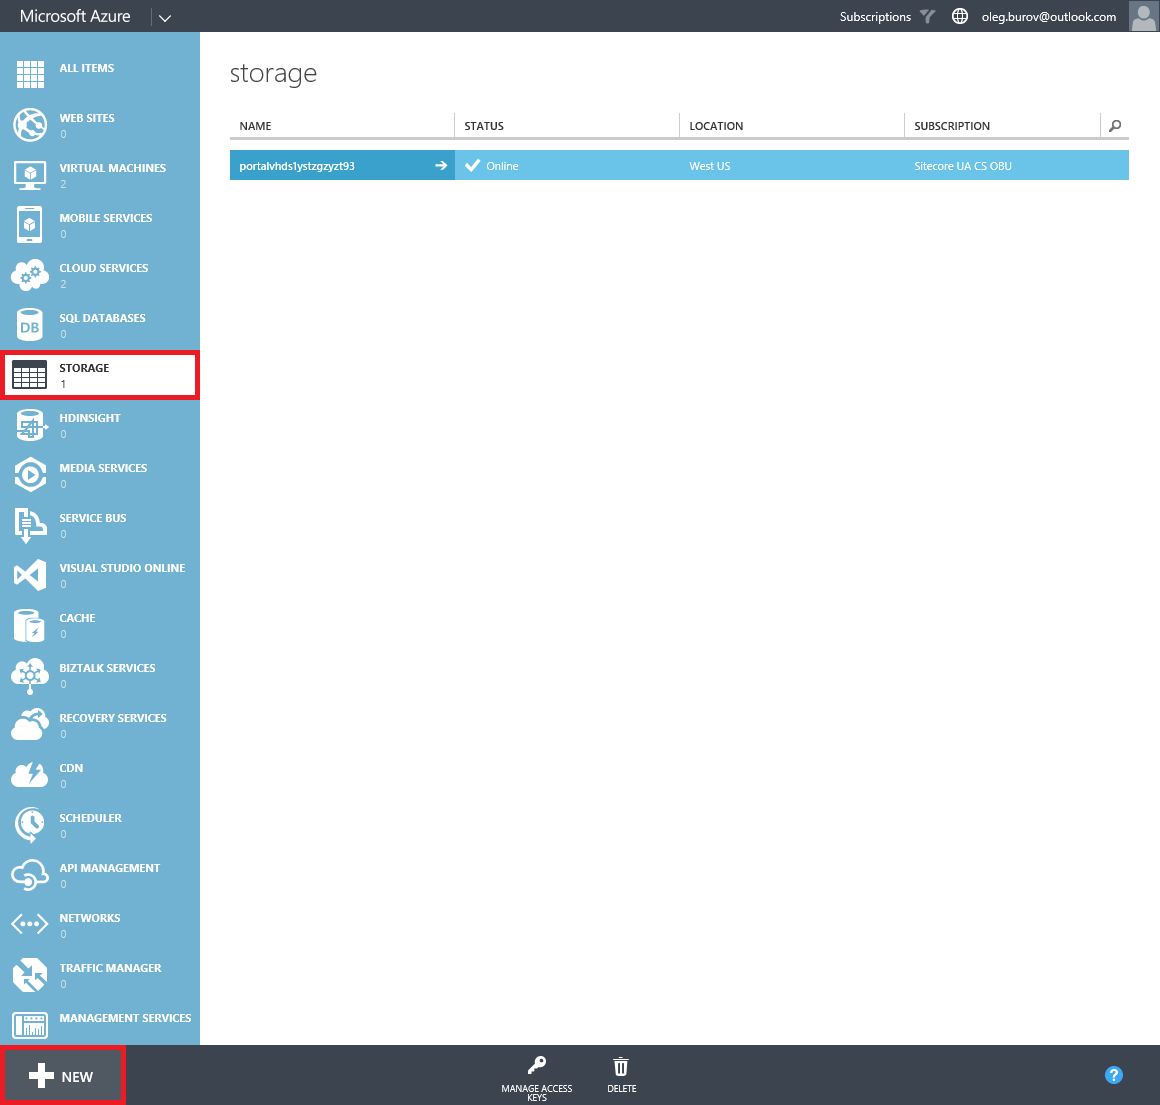 Microsoft Azure
Subscriptions
oleg.burov@outlook.com
ALL ITEMS
WEB SITES
0
VIRTUAL MACHINES
2
MOBILE SERVICES
0
CLOUD SERVICES
2
DB
SQL DATABASES
0
STORAGE
1
HDINSIGHT
0
MEDIA SERVICES
0
SERVICE BUS
0
VISUAL STUDIO ONLINE
0
CACHE
0
BIZTALK SERVICES
0
RECOVERY SERVICES
0
CDN
0
SCHEDULER
0
API MANAGEMENT
0
NETWORKS
0
TRAFFIC MANAGER
0
MANAGEMENT SERVICES
storage
NAME STATUS LOCATION SUBSCRIPTION
portalvhds1ystzgzyzt93 Online West US Sitecore UA CS OBU
NEW
MANAGE ACCESS
KEYS
DELETE
?